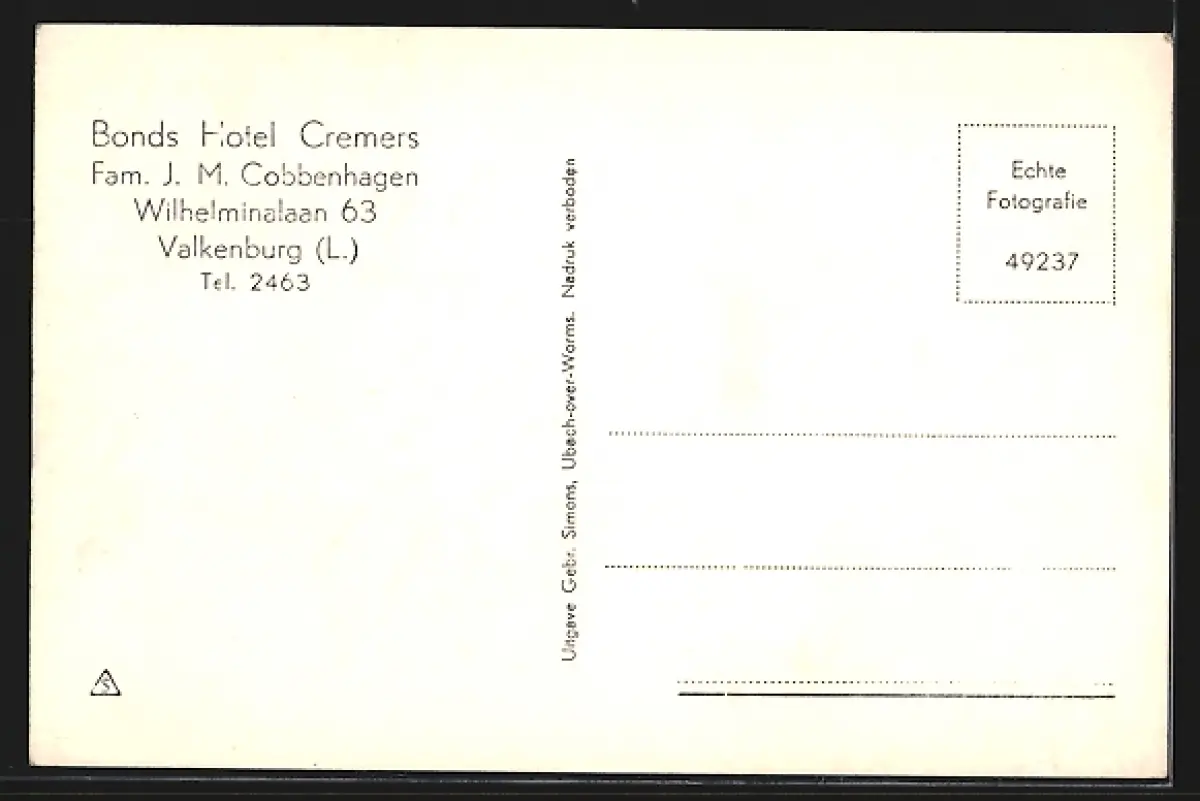 Bonds Hotel Cremers
Fam. J. M. Cobbenhagen
Wilhelminalaan 63
Valkenburg (L.)
Tel. 2463
Uitgave Gebr. Simons, Ubach-over-Worms. Nadruk verboden
Echte
Fotografie
49237
S